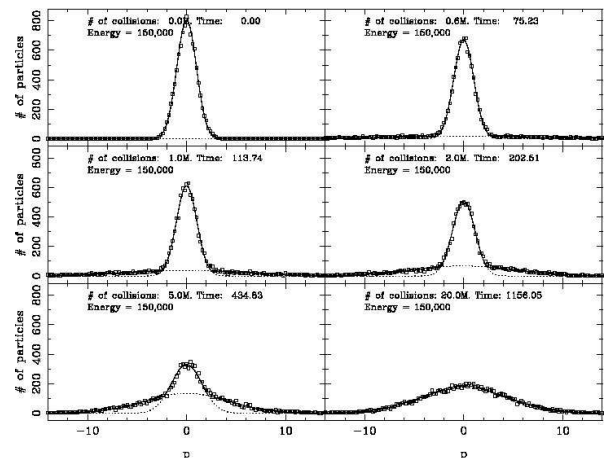 # of collisions: 0.0M. Time: 0.00
Energy = 150,000
# of collisions: 0.6M. Time: 75.23
Energy = 150,000
800
600
400
200
0
# of particles
# of collisions: 1.0M. Time: 113.74
Energy = 150,000
# of collisions: 2.0M. Time: 202.51
Energy = 150,000
800
600
400
200
0
# of particles
# of collisions: 5.0M. Time: 434.63
Energy = 150,000
# of collisions: 20.0M. Time: 1156.05
Energy = 150,000
800
600
400
200
0
# of particles
-10 0 10 -10 0 10
p p